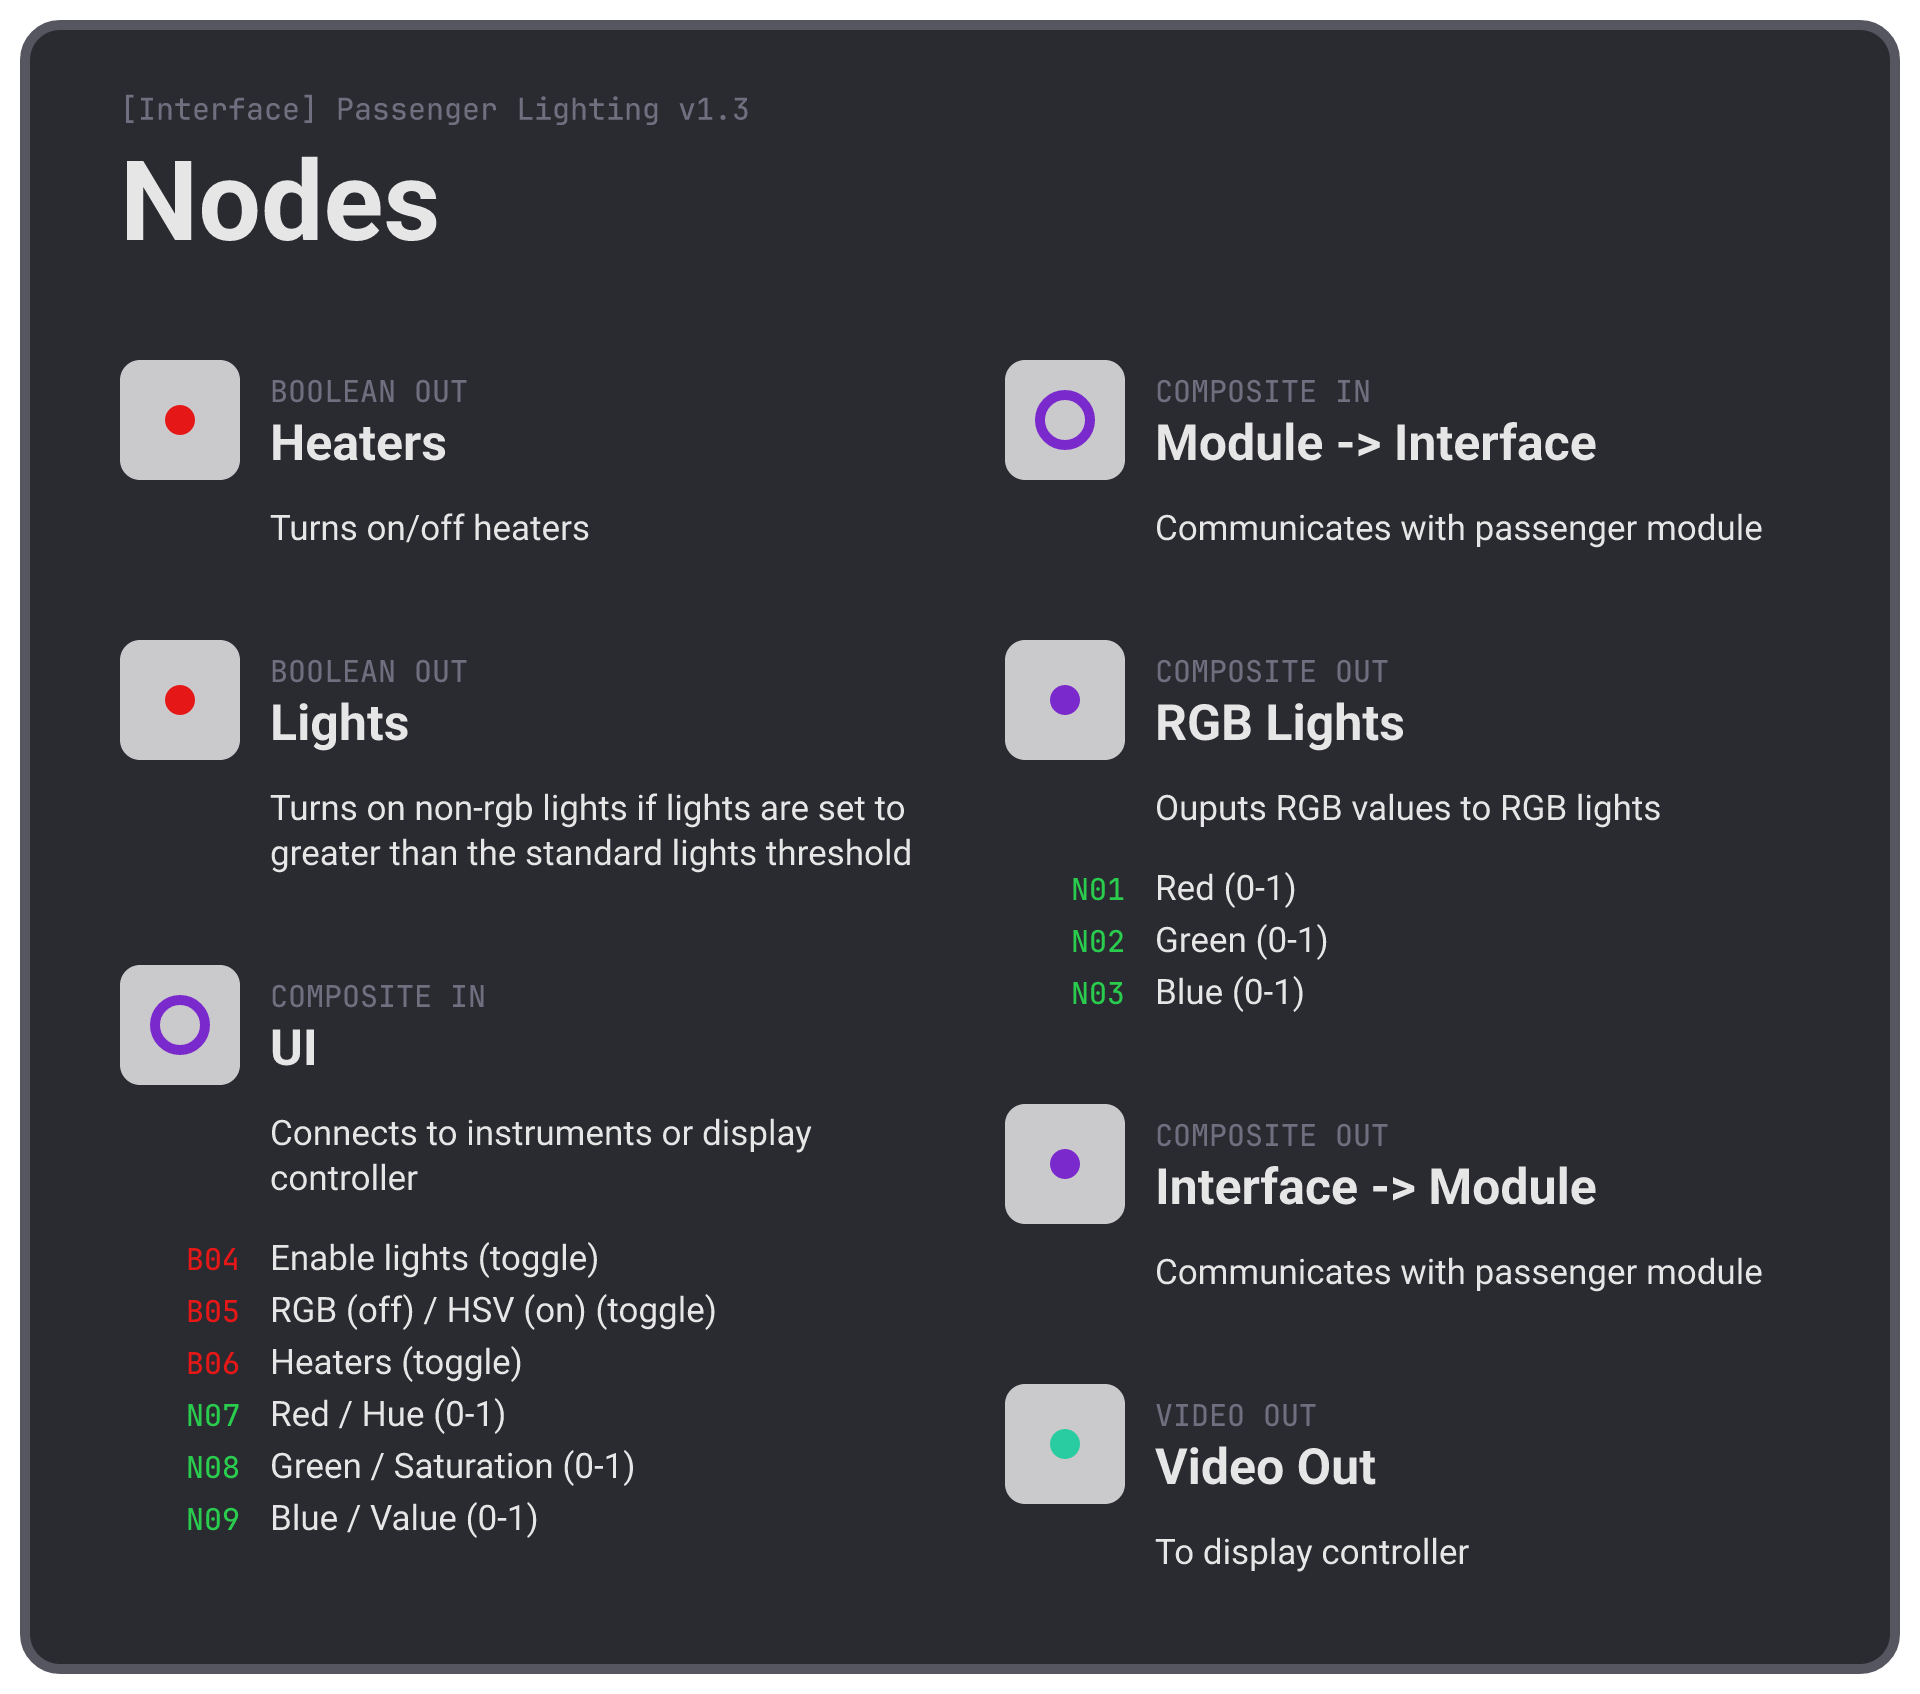 [Interface] Passenger Lighting v1.3
Nodes
BOOLEAN OUT
Heaters
Turns on/off heaters
BOOLEAN OUT
Lights
Turns on non-rgb lights if lights are set to
greater than the standard lights threshold
COMPOSITE IN
UI
Connects to instruments or display
controller
B04 Enable lights (toggle)
B05 RGB (off) / HSV (on) (toggle)
B06 Heaters (toggle)
N07 Red / Hue (0-1)
N08 Green / Saturation (0-1)
N09 Blue / Value (0-1)
COMPOSITE IN
Module -> Interface
Communicates with passenger module
COMPOSITE OUT
RGB Lights
Ouputs RGB values to RGB lights
N01 Red (0-1)
N02 Green (0-1)
N03 Blue (0-1)
COMPOSITE OUT
Interface -> Module
Communicates with passenger module
VIDEO OUT
Video Out
To display controller